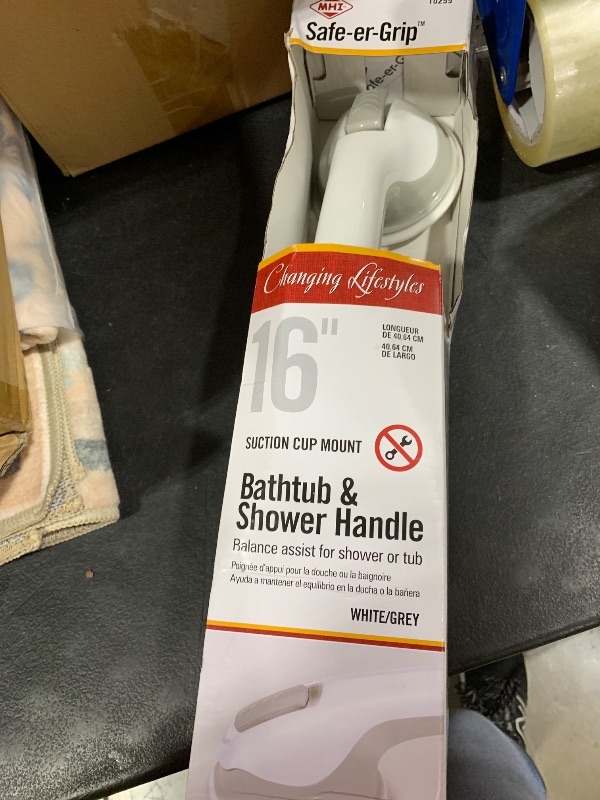 MHI
Safe-er-Grip™
Changing Lifestyles
16"
LONGUEUR
DE 40,64 CM
40,64 CM
DE LARGO
SUCTION CUP MOUNT
Bathtub &
Shower Handle
Balance assist for shower or tub
Poignée d'appui pour la douche ou la baignoire
Ayuda a mantener el equilibrio en la ducha o la bañera
WHITE/GREY